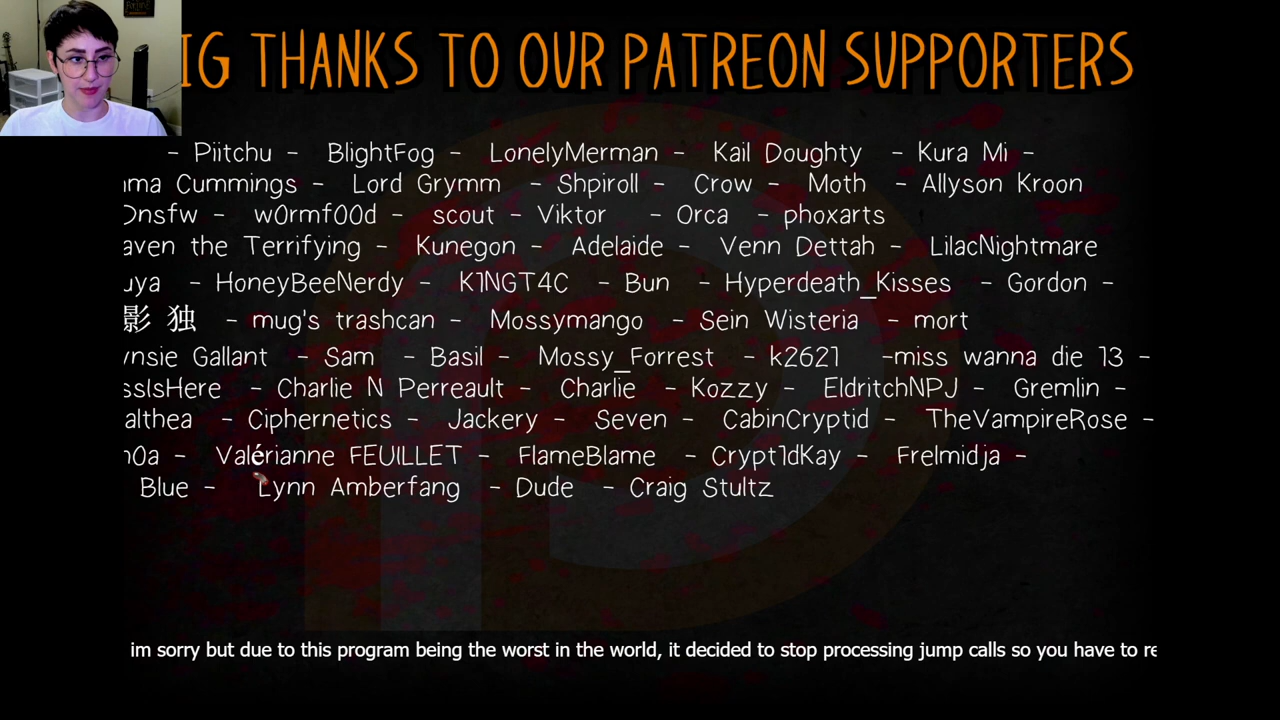 IG THANKS TO OUR PATREON SUPPORTERS
- Piitchu - BlightFog - LonelyMerman - Kail Doughty - Kura Mi -
ma Cummings - Lord Grymm - Shpiroll - Crow - Moth - Allyson Kroon
Dnsfw - w0rmf00d - scout - Viktor - Orca - phoxarts
aven the Terrifying - Kunegon - Adelaide - Venn Dettah - LilacNightmare
uya - HoneyBeeNerdy - K1NGT4C - Bun - Hyperdeath_Kisses - Gordon -
影 独 - mug's trashcan - Mossymango - Sein Wisteria - mort
ynsie Gallant - Sam - Basil - Mossy_Forrest - k2621 -miss wanna die 13 -
ssIsHere - Charlie N Perreault - Charlie - Kozzy - EldritchNPJ - Gremlin -
althea - Ciphernetics - Jackery - Seven - CabinCryptid - TheVampireRose -
0a - Valérianne FEUILLET - FlameBlame - Crypt1dKay - Frelmidja -
Blue - Lynn Amberfang - Dude - Craig Stultz
im sorry but due to this program being the worst in the world, it decided to stop processing jump calls so you have to re